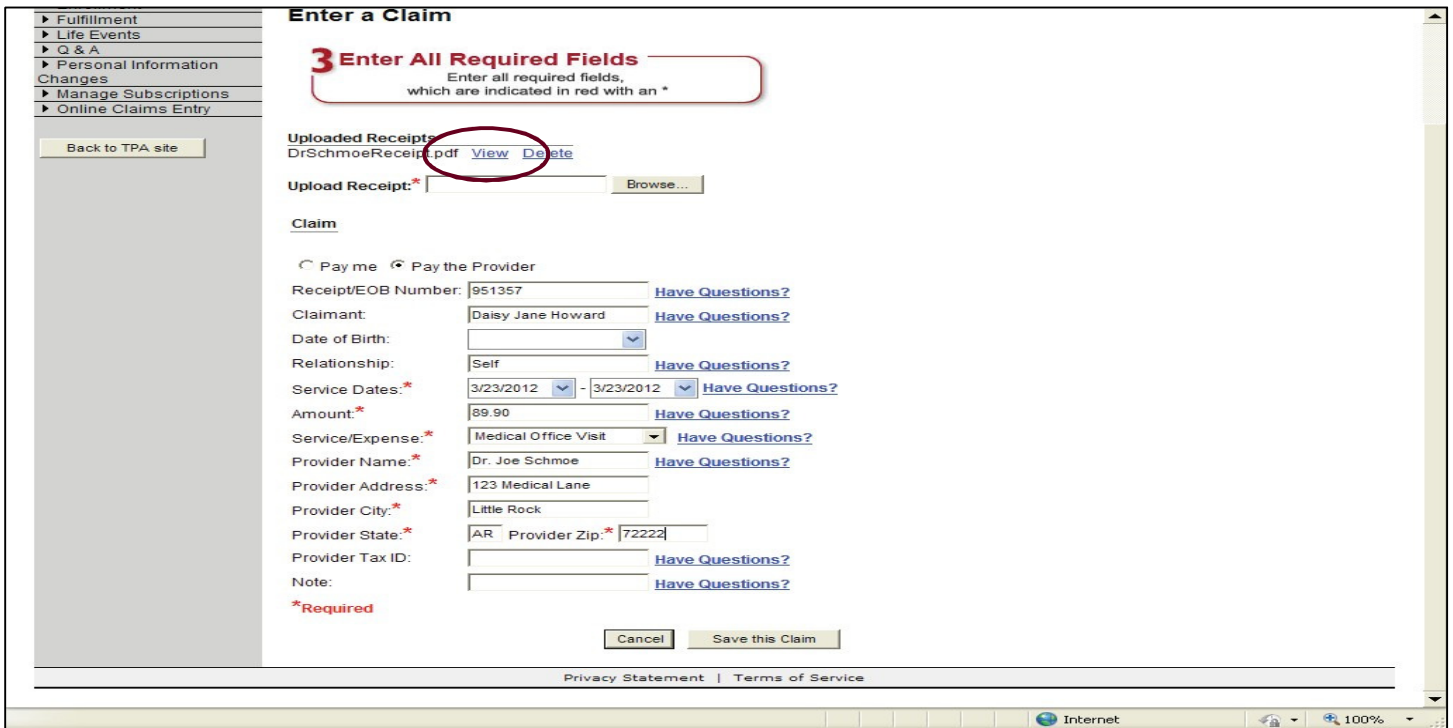 Fulfillment
Life Events
Q & A
Personal Information
Changes
Manage Subscriptions
Online Claims Entry
Back to TPA site
Enter a Claim
3 Enter All Required Fields
Enter all required fields,
which are indicated in red with an *
Uploaded Receipts
DrSchmoeReceipt.pdf View Delete
Upload Receipt:* Browse...
Claim
Pay me Pay the Provider
Receipt/EOB Number: 951357 Have Questions?
Claimant: Daisy Jane Howard Have Questions?
Date of Birth:
Relationship: Self Have Questions?
Service Dates:* 3/23/2012 - 3/23/2012 Have Questions?
Amount:* 89.90 Have Questions?
Service/Expense:* Medical Office Visit Have Questions?
Provider Name:* Dr. Joe Schmoe Have Questions?
Provider Address:* 123 Medical Lane
Provider City:* Little Rock
Provider State:* AR Provider Zip:* 72222
Provider Tax ID: Have Questions?
Note: Have Questions?
*Required
Cancel Save this Claim
Privacy Statement | Terms of Service
Internet 100%